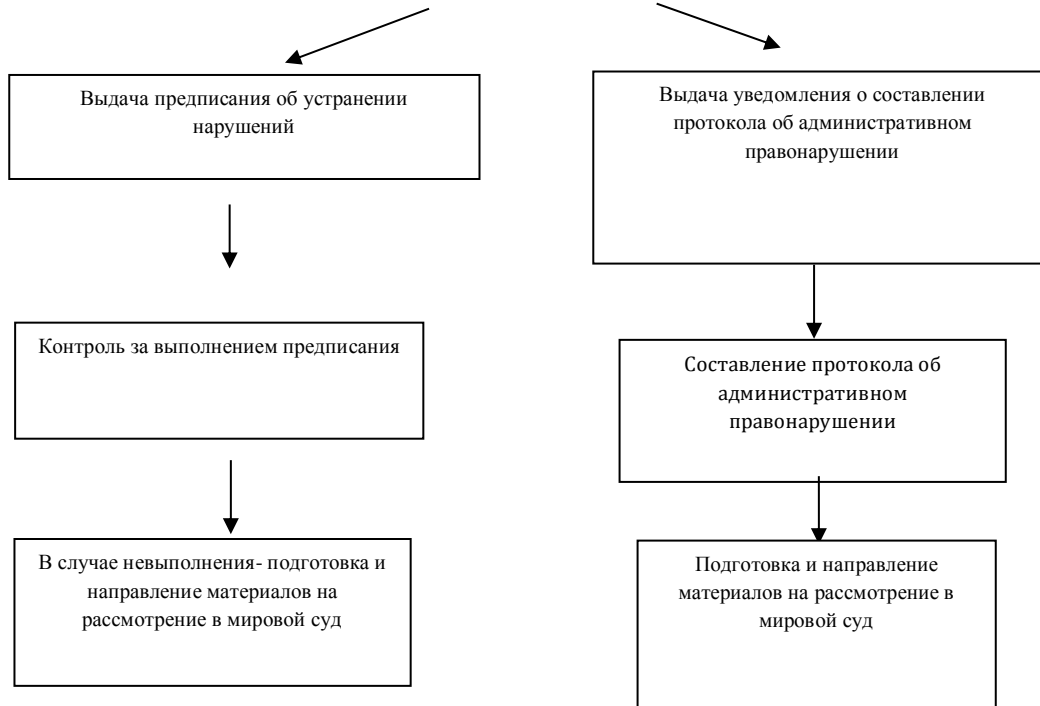 Выдача предписания об устранении
нарушений
Выдача уведомления о составлении
протокола об административном
правонарушении
Контроль за выполнением предписания
Составление протокола об
административном
правонарушении
В случае невыполнения- подготовка и
направление материалов на
рассмотрение в мировой суд
Подготовка и направление
материалов на рассмотрение в
мировой суд